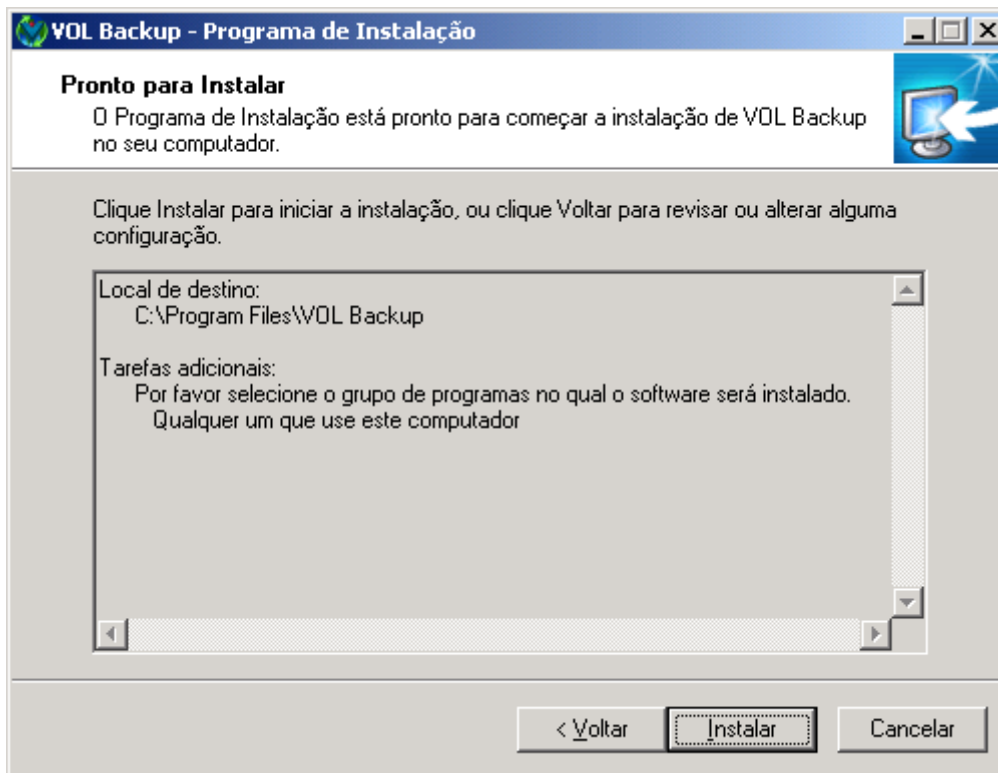 VOL Backup - Programa de Instalação
Pronto para Instalar
O Programa de Instalação está pronto para começar a instalação de VOL Backup
no seu computador.
Clique Instalar para iniciar a instalação, ou clique Voltar para revisar ou alterar alguma
configuração.
Local de destino:
C:\Program Files\VOL Backup
Tarefas adicionais:
Por favor selecione o grupo de programas no qual o software será instalado.
Qualquer um que use este computador
< Voltar Instalar Cancelar